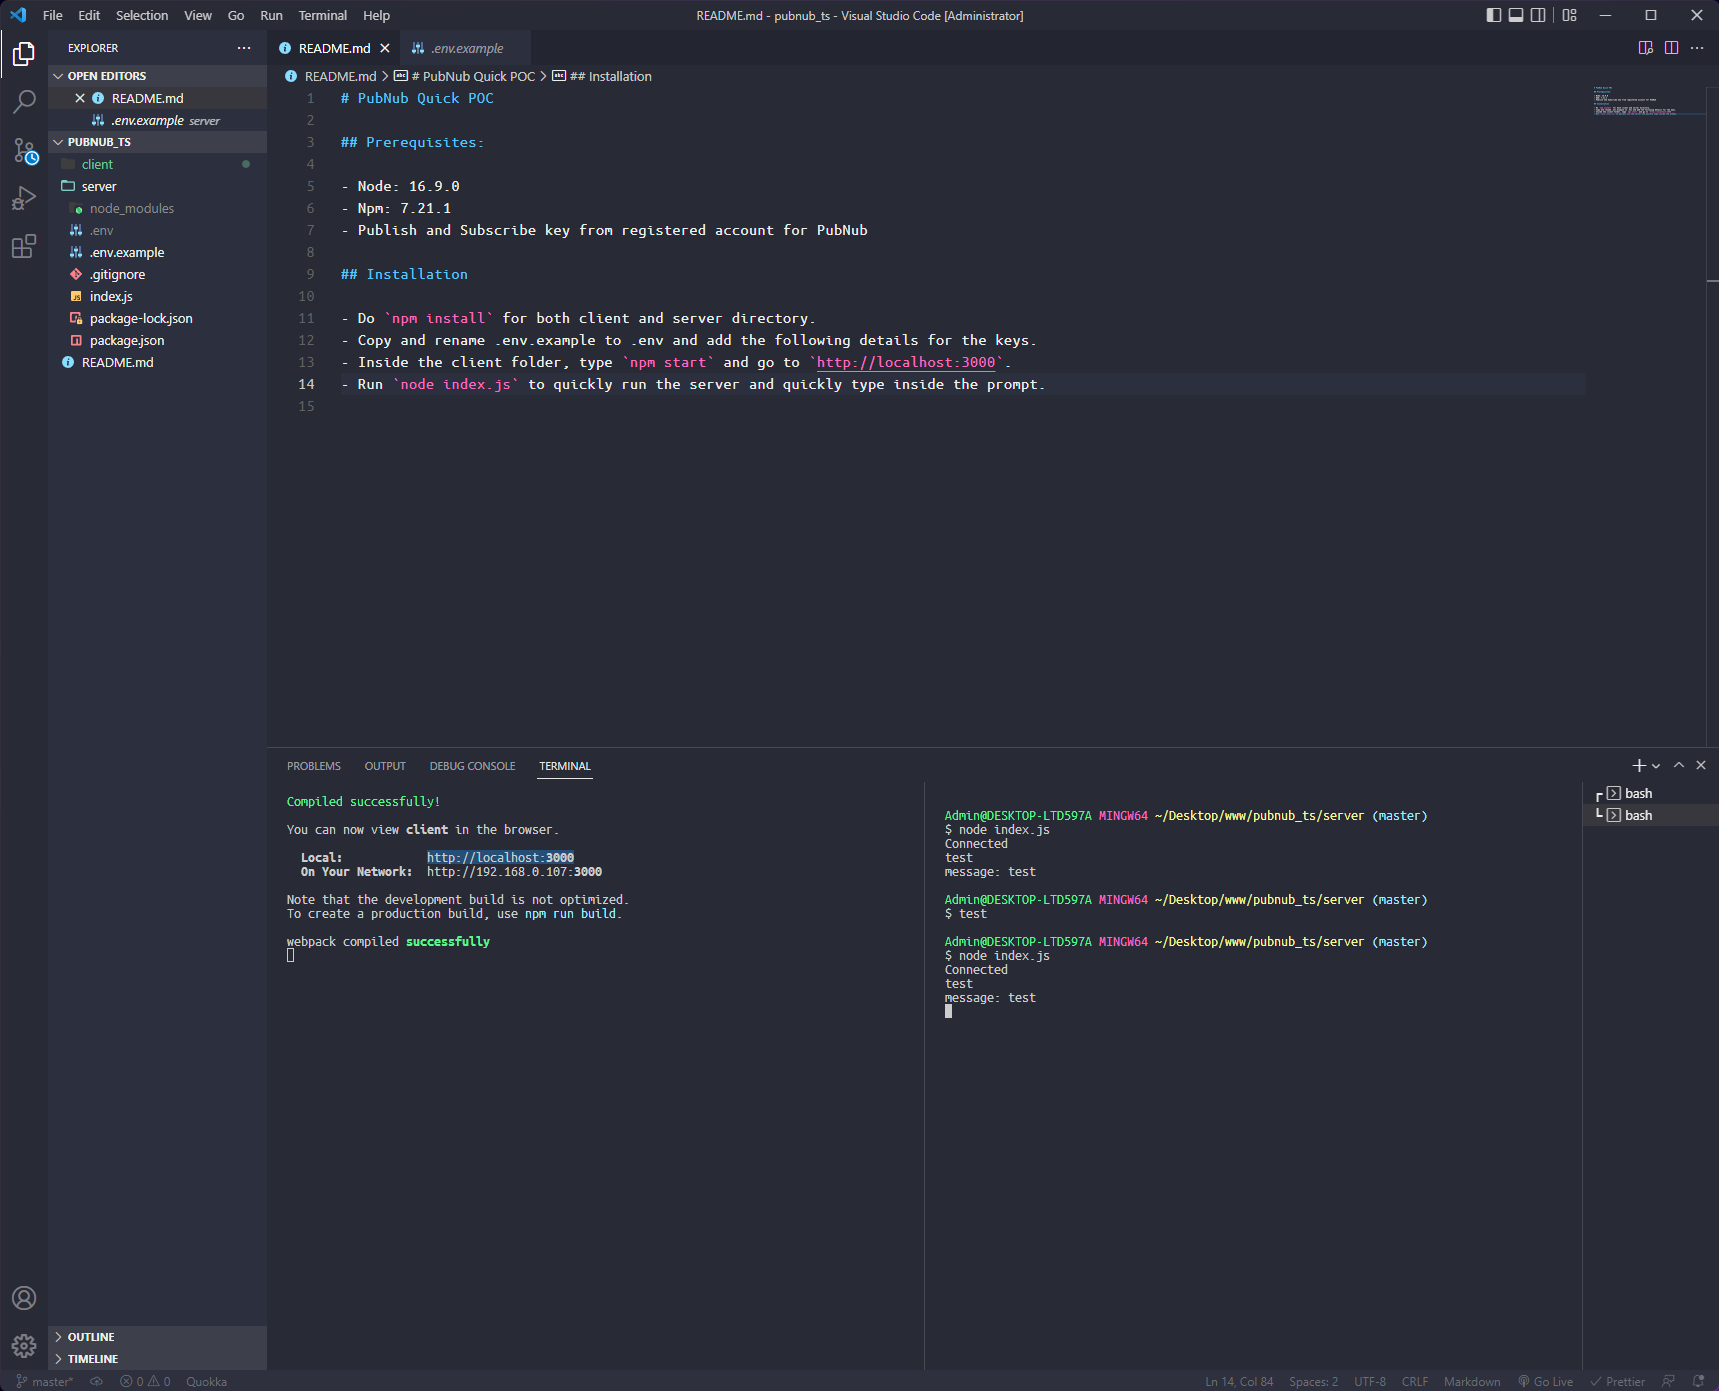 File Edit Selection View Go Run Terminal Help
README.md - pubnub_ts - Visual Studio Code [Administrator]
EXPLORER
OPEN EDITORS
README.md
.env.example server
PUBNUB_TS
client
server
node_modules
.env
.env.example
.gitignore
index.js
package-lock.json
package.json
README.md
OUTLINE
TIMELINE
README.md
.env.example
README.md > # PubNub Quick POC > ## Installation
1 # PubNub Quick POC
2
3 ## Prerequisites:
4
5 - Node: 16.9.0
6 - Npm: 7.21.1
7 - Publish and Subscribe key from registered account for PubNub
8
9 ## Installation
10
11 - Do `npm install` for both client and server directory.
12 - Copy and rename .env.example to .env and add the following details for the keys.
13 - Inside the client folder, type `npm start` and go to `http://localhost:3000`.
14 - Run `node index.js` to quickly run the server and quickly type inside the prompt.
15
PROBLEMS OUTPUT DEBUG CONSOLE TERMINAL
Compiled successfully!
You can now view client in the browser.
Local: http://localhost:3000
On Your Network: http://192.168.0.107:3000
Note that the development build is not optimized.
To create a production build, use npm run build.
webpack compiled successfully
Admin@DESKTOP-LTD597A MINGW64 ~/Desktop/www/pubnub_ts/server (master)
$ node index.js
Connected
test
message: test
Admin@DESKTOP-LTD597A MINGW64 ~/Desktop/www/pubnub_ts/server (master)
$ test
Admin@DESKTOP-LTD597A MINGW64 ~/Desktop/www/pubnub_ts/server (master)
$ node index.js
Connected
test
message: test
bash
bash
master* 0 0 Quokka
Ln 14, Col 84 Spaces: 2 UTF-8 CRLF Markdown Go Live Prettier